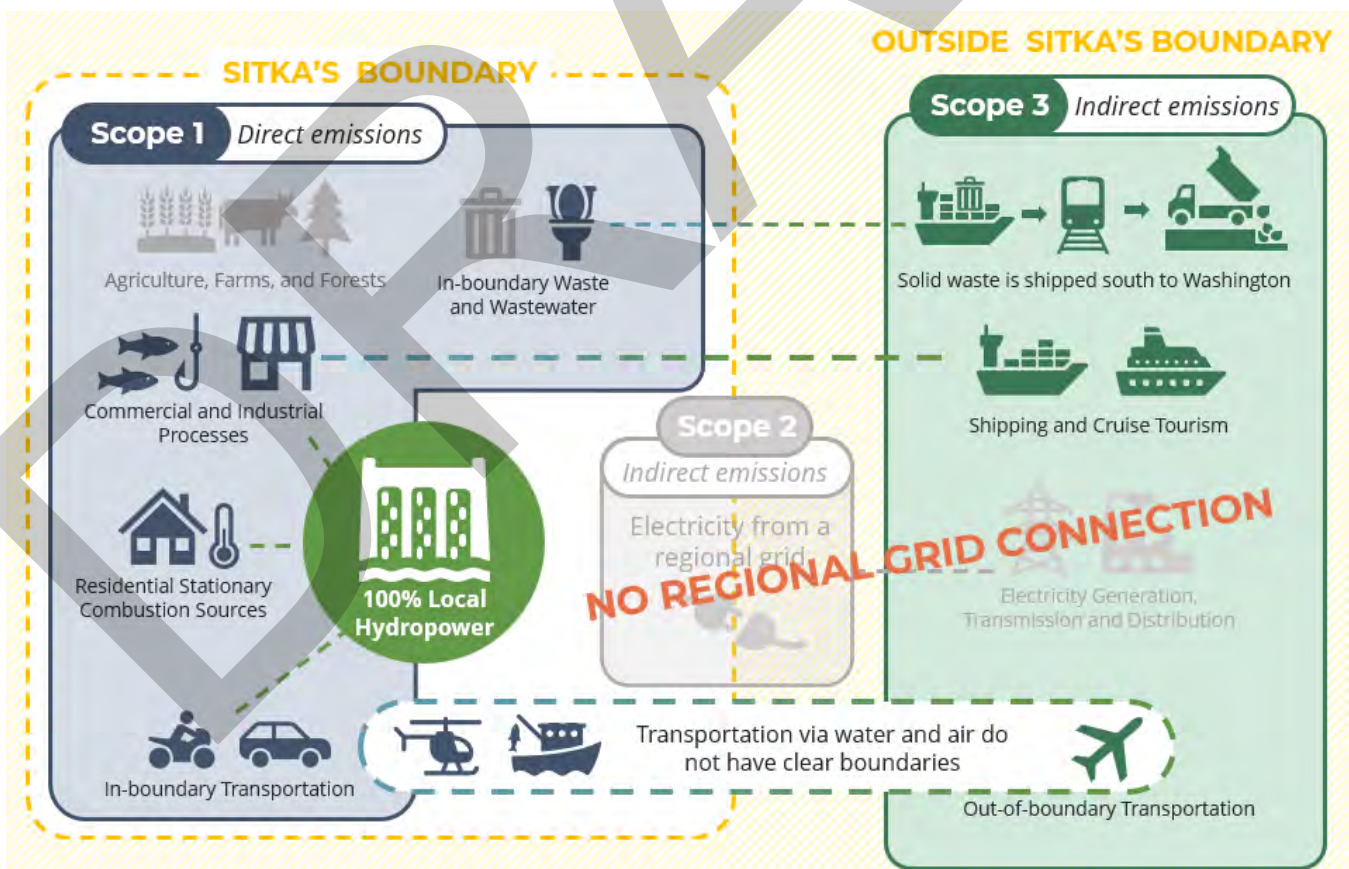 OUTSIDE SITKA'S BOUNDARY
SITKA'S BOUNDARY
Scope 1 Direct emissions
Agriculture, Farms, and Forests
In-boundary Waste
and Wastewater
Commercial and Industrial
Processes
Residential Stationary
Combustion Sources
100% Local
Hydropower
In-boundary Transportation
Scope 2
Indirect emissions
Electricity from a
regional grid
NO REGIONAL GRID CONNECTION
Transportation via water and air do
not have clear boundaries
Scope 3 Indirect emissions
Solid waste is shipped south to Washington
Shipping and Cruise Tourism
Electricity Generation,
Transmission and Distribution
Out-of-boundary Transportation
DRA